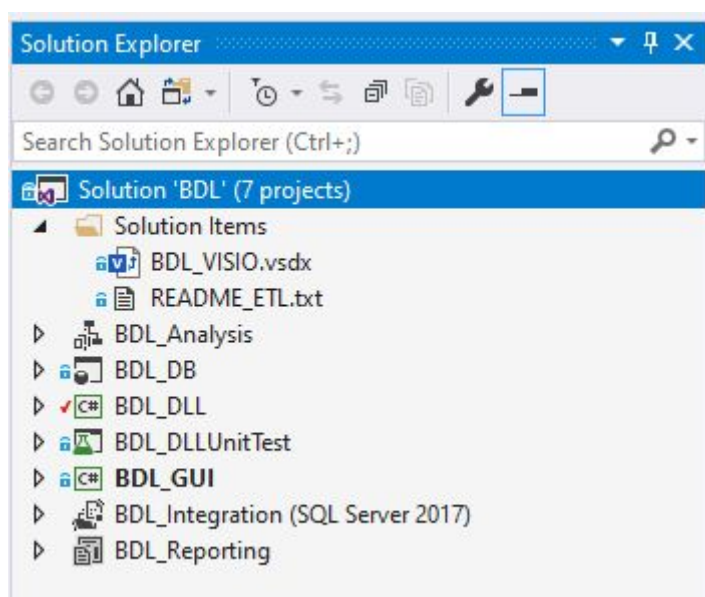 Solution Explorer
Search Solution Explorer (Ctrl+;)
Solution 'BDL' (7 projects)
Solution Items
BDL_VISIO.vsdx
README_ETL.txt
BDL_Analysis
BDL_DB
C# BDL_DLL
BDL_DLLUnitTest
C# BDL_GUI
BDL_Integration (SQL Server 2017)
BDL_Reporting